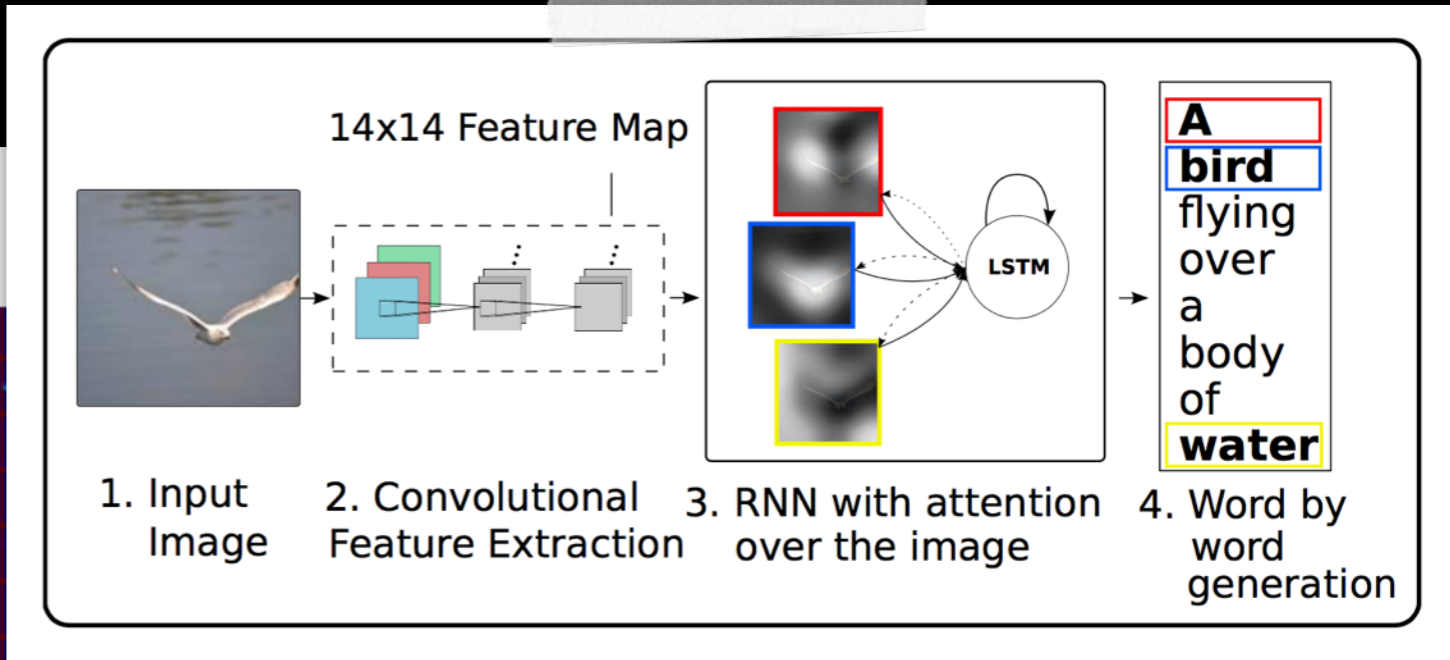 14x14 Feature Map
LSTM
A
bird
flying
over
a
body
of
water
1. Input
Image
2. Convolutional
Feature Extraction
3. RNN with attention
over the image
4. Word by
word
generation